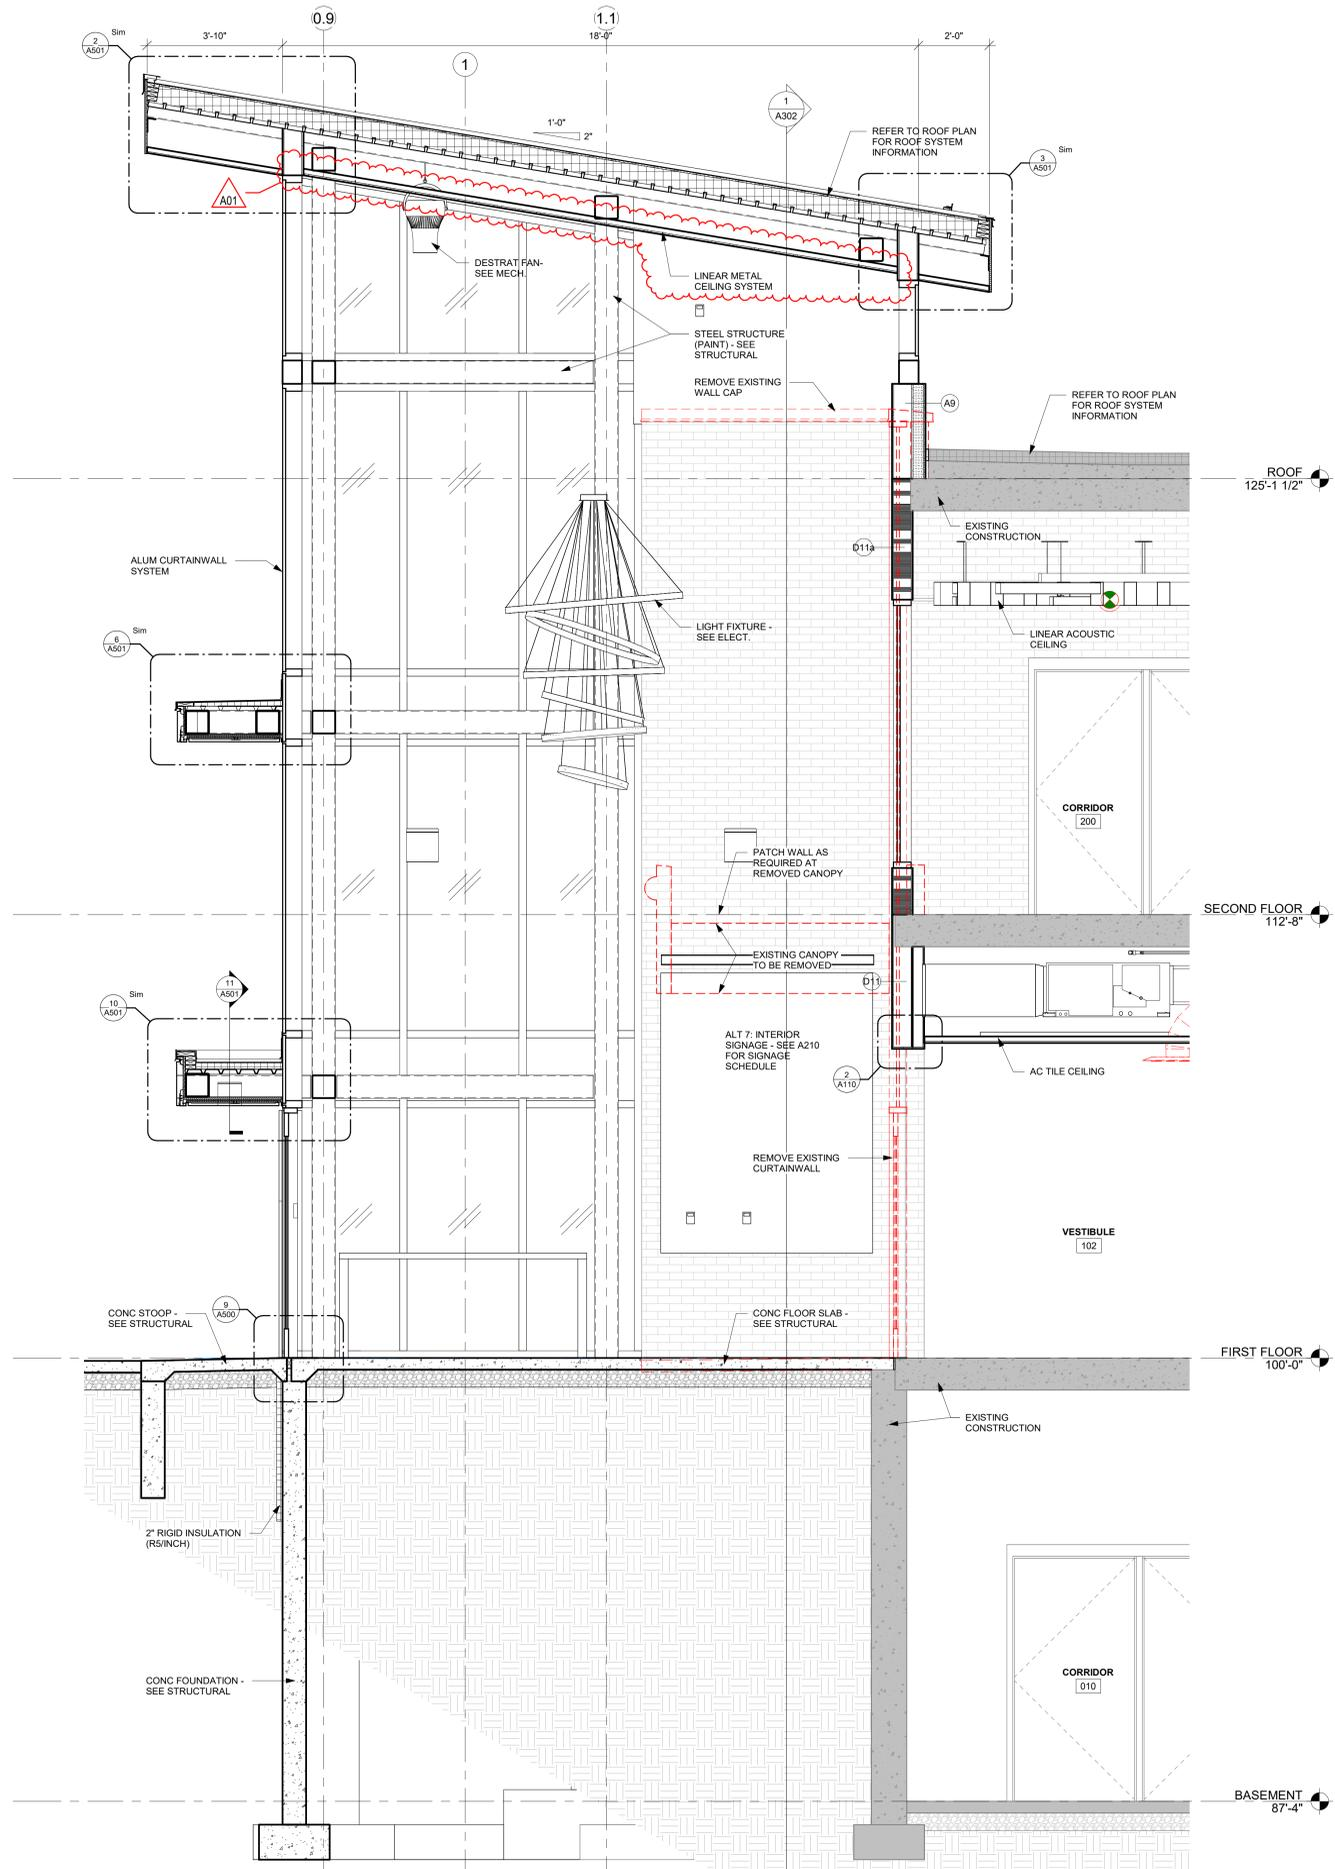 0.9
1.1
2
A501
Sim
3'-10"
18'-0"
2'-0"
1
1
A302
1'-0"
2"
REFER TO ROOF PLAN
FOR ROOF SYSTEM
INFORMATION
3
A501
Sim
A01
DESTRAT FAN-
SEE MECH.
LINEAR METAL
CEILING SYSTEM
STEEL STRUCTURE
(PAINT) - SEE
STRUCTURAL
REMOVE EXISTING
WALL CAP
A9
REFER TO ROOF PLAN
FOR ROOF SYSTEM
INFORMATION
ROOF
125'-1 1/2"
EXISTING
CONSTRUCTION
D11a
ALUM CURTAINWALL
SYSTEM
LIGHT FIXTURE -
SEE ELECT.
LINEAR ACOUSTIC
CEILING
6
A501
Sim
CORRIDOR
200
PATCH WALL AS
REQUIRED AT
REMOVED CANOPY
SECOND FLOOR
112'-8"
EXISTING CANOPY
TO BE REMOVED
D11
11
A501
10
A501
Sim
ALT 7: INTERIOR
SIGNAGE - SEE A210
FOR SIGNAGE
SCHEDULE
2
A110
AC TILE CEILING
REMOVE EXISTING
CURTAINWALL
VESTIBULE
102
9
A500
CONC STOOP -
SEE STRUCTURAL
CONC FLOOR SLAB -
SEE STRUCTURAL
FIRST FLOOR
100'-0"
EXISTING
CONSTRUCTION
2" RIGID INSULATION
(R5/INCH)
CONC FOUNDATION -
SEE STRUCTURAL
CORRIDOR
010
BASEMENT
87'-4"